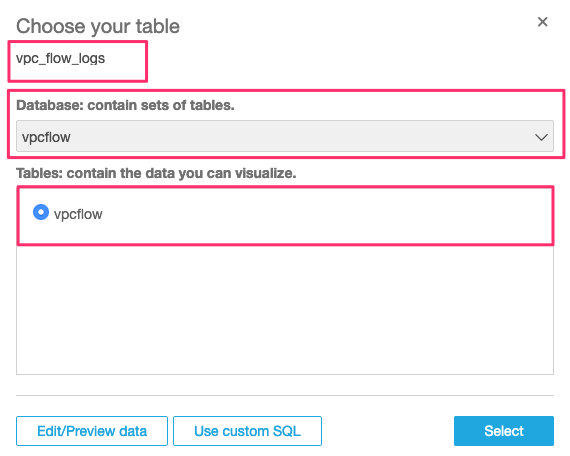 Choose your table
vpc_flow_logs
Database: contain sets of tables.
vpcflow
Tables: contain the data you can visualize.
vpcflow
Edit/Preview data
Use custom SQL
Select